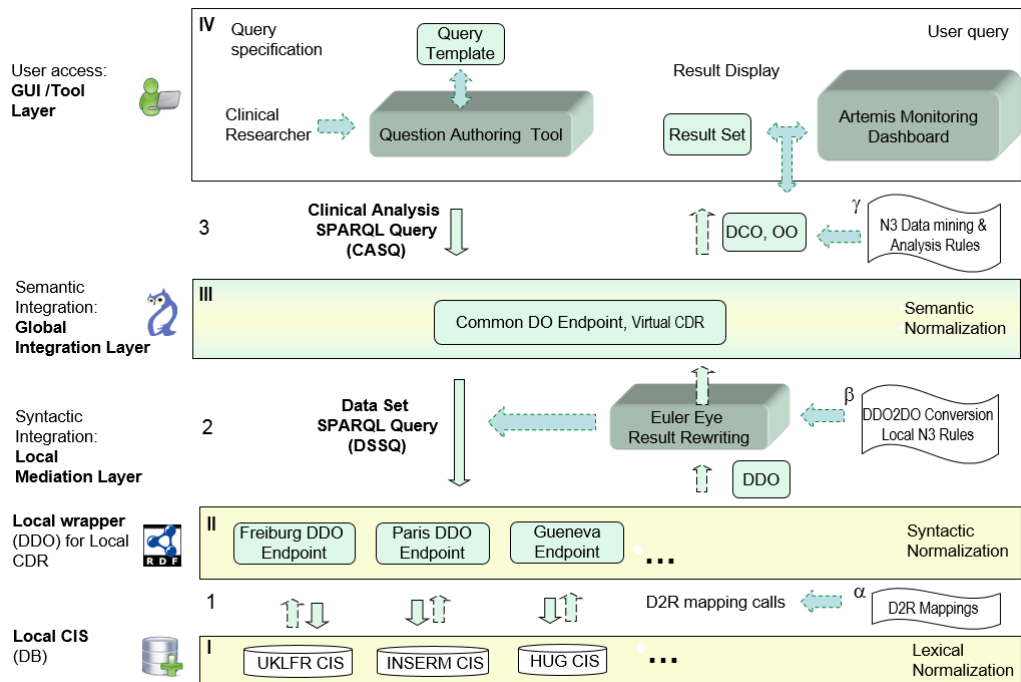 IV
Query
specification
Query
Template
User query
User access:
GUI /Tool
Layer
Result Display
Clinical
Researcher
Question Authoring Tool
Result Set
Artemis Monitoring
Dashboard
3
Clinical Analysis
SPARQL Query
(CASQ)
DCO, OO
γ
N3 Data mining &
Analysis Rules
Semantic
Integration:
Global
Integration Layer
III
Common DO Endpoint, Virtual CDR
Semantic
Normalization
Syntactic
Integration:
Local
Mediation Layer
2
Data Set
SPARQL Query
(DSSQ)
Euler Eye
Result Rewriting
β
DDO2DO Conversion
Local N3 Rules
DDO
Local wrapper
(DDO) for Local
CDR
RDF
II
Freiburg DDO
Endpoint
Paris DDO
Endpoint
Gueneva
Endpoint
...
Syntactic
Normalization
1
D2R mapping calls
α
D2R Mappings
Local CIS
(DB)
I
UKLFR CIS
INSERM CIS
HUG CIS
...
Lexical
Normalization